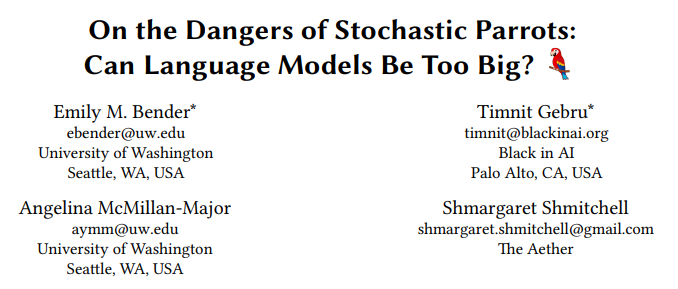 On the Dangers of Stochastic Parrots:
Can Language Models Be Too Big? 🦜
Emily M. Bender*
ebender@uw.edu
University of Washington
Seattle, WA, USA
Timnit Gebru*
timnit@blackinai.org
Black in AI
Palo Alto, CA, USA
Angelina McMillan-Major
aymm@uw.edu
University of Washington
Seattle, WA, USA
Shmargaret Shmitchell
shmargaret.shmitchell@gmail.com
The Aether